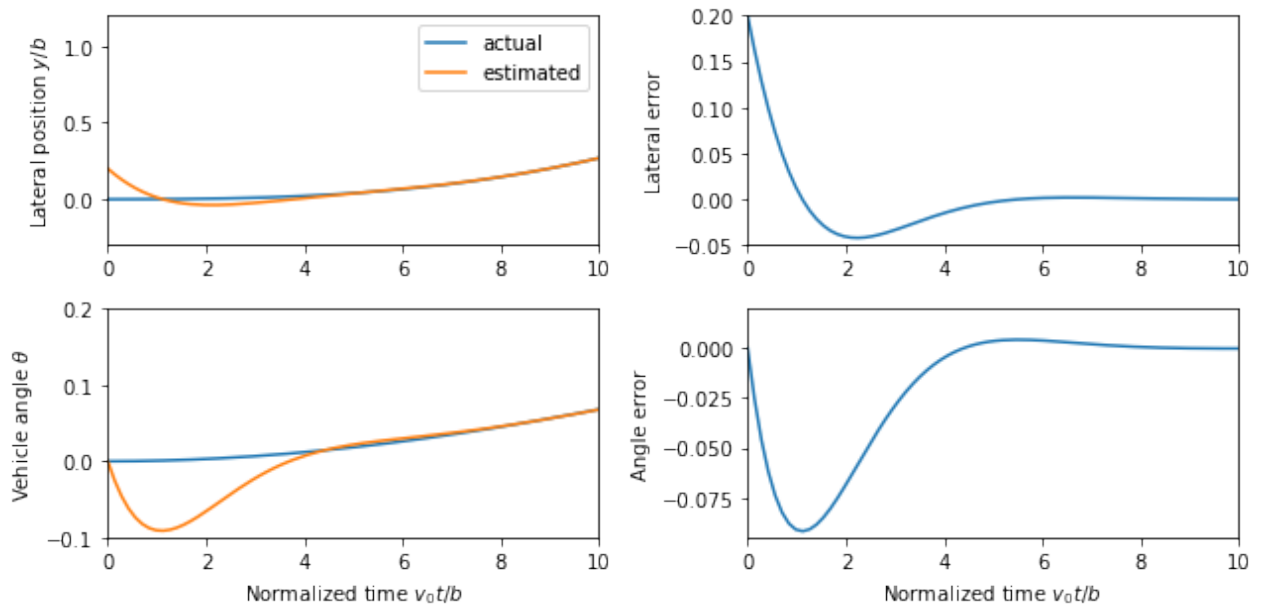 Lateral position y/b
1.0
0.5
0.0
0 2 4 6 8 10
actual
estimated
Lateral error
0.20
0.15
0.10
0.05
0.00
−0.05
0 2 4 6 8 10
Vehicle angle θ
0.2
0.1
0.0
−0.1
0 2 4 6 8 10
Normalized time v₀t/b
Angle error
0.000
−0.025
−0.050
−0.075
0 2 4 6 8 10
Normalized time v₀t/b